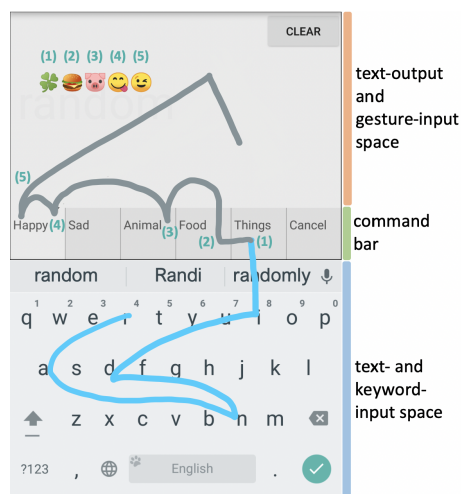 CLEAR
(1) (2) (3) (4) (5)
random
text-output
and
gesture-input
space
(5)
Happy (4) Sad Animal (3) Food (2) Things (1) Cancel
command
bar
random Randi randomly
1 2 3 4 5 6 7 8 9 0
q w e r t y u i o p
a s d f g h j k l
text- and
keyword-
input space
z x c v b n m
?123 , English .